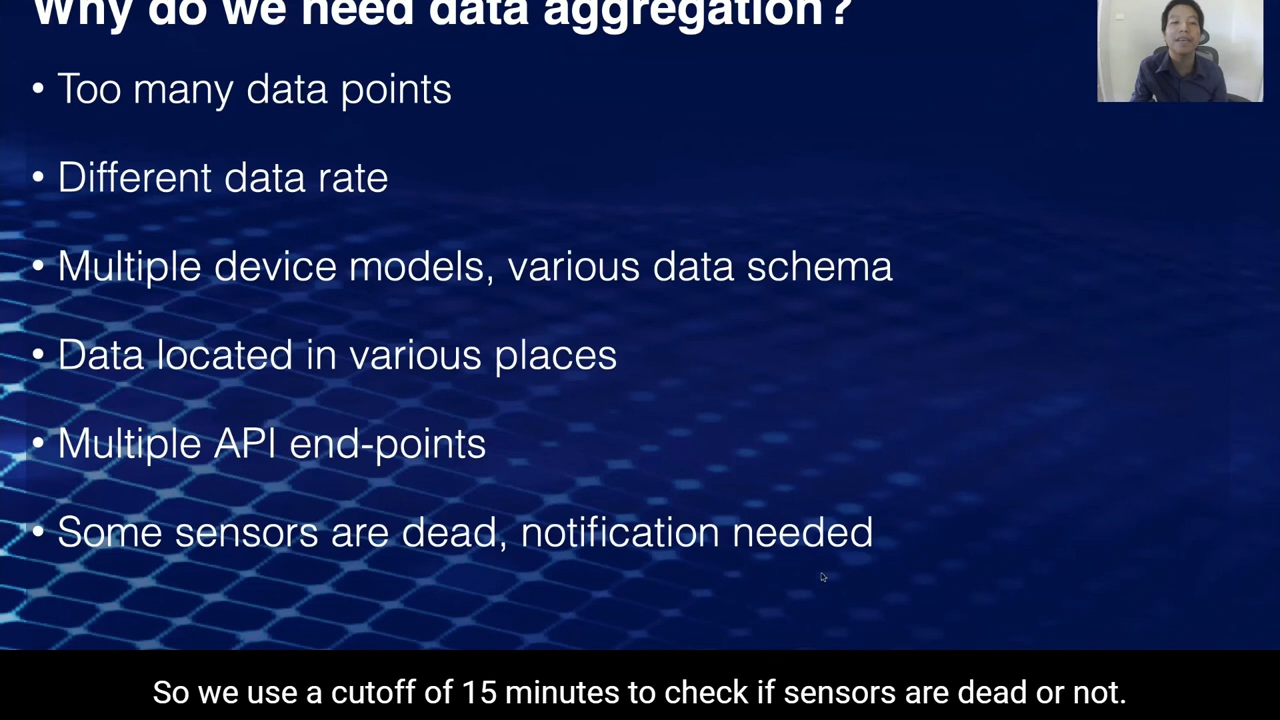 Why do we need data aggregation?
• Too many data points
• Different data rate
• Multiple device models, various data schema
• Data located in various places
• Multiple API end-points
• Some sensors are dead, notification needed
So we use a cutoff of 15 minutes to check if sensors are dead or not.